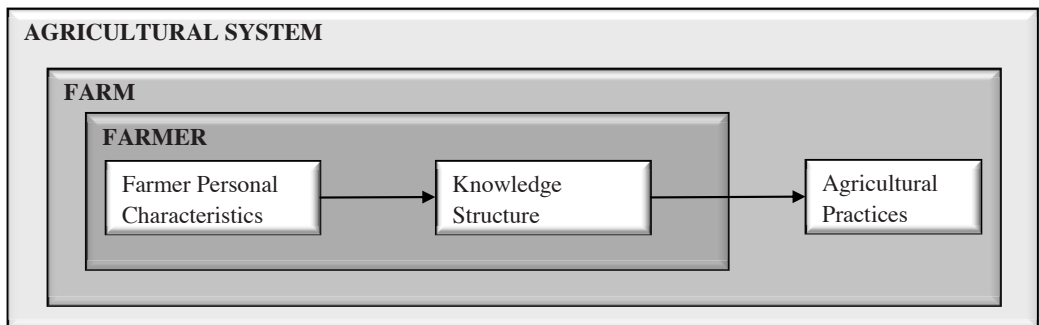 AGRICULTURAL SYSTEM
FARM
FARMER
Farmer Personal
Characteristics
Knowledge
Structure
Agricultural
Practices